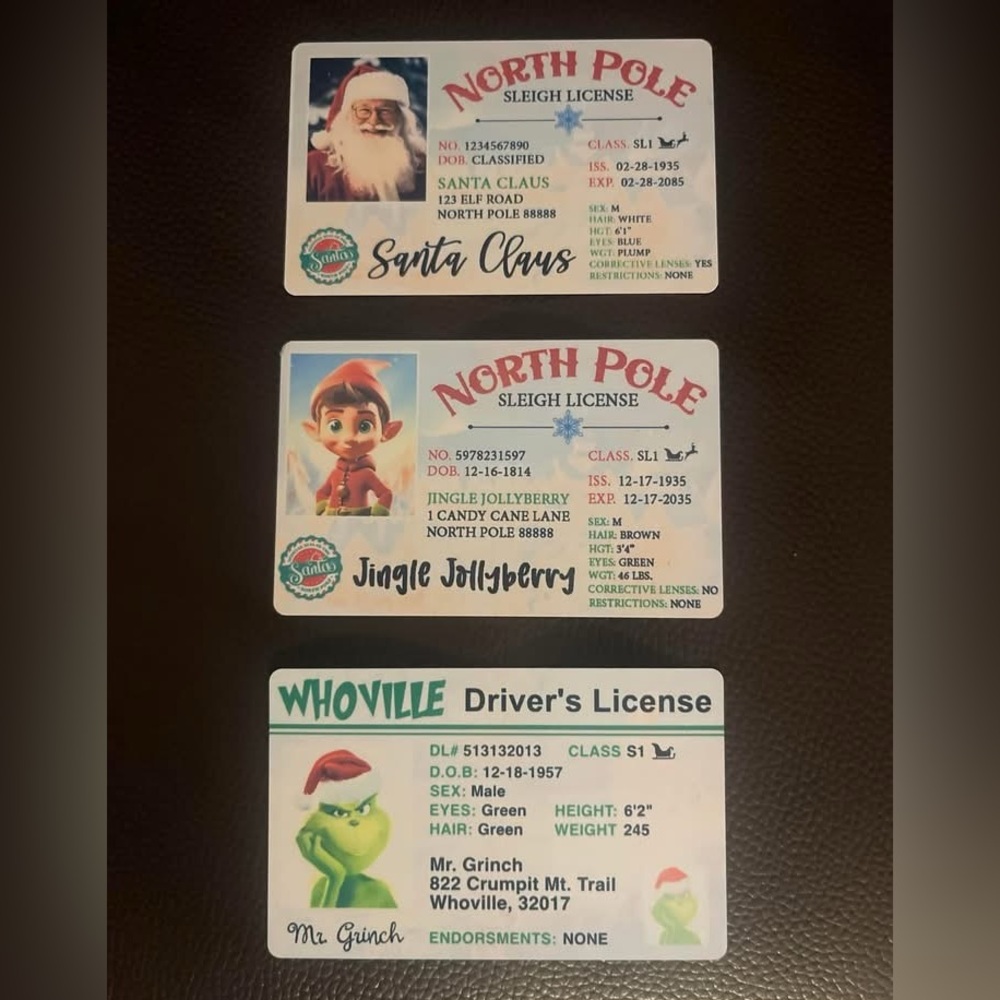 NORTH POLE
SLEIGH LICENSE
NO. 1234567890
DOB. CLASSIFIED
SANTA CLAUS
123 ELF ROAD
NORTH POLE 88888
CLASS. SL1
ISS. 02-28-1935
EXP. 02-28-2085
SEX: M
HAIR: WHITE
HGT: 6'1"
EYES: BLUE
WGT: PLUMP
CORRECTIVE LENSES: YES
RESTRICTIONS: NONE
Santa's
Santa Claus
NORTH POLE
SLEIGH LICENSE
NO. 5978231597
DOB. 12-16-1814
JINGLE JOLLYBERRY
1 CANDY CANE LANE
NORTH POLE 88888
CLASS. SL1
ISS. 12-17-1935
EXP. 12-17-2035
SEX: M
HAIR: BROWN
HGT: 3'4"
EYES: GREEN
WGT: 46 LBS.
CORRECTIVE LENSES: NO
RESTRICTIONS: NONE
Santa's
Jingle Jollyberry
WHOVILLE Driver's License
DL# 513132013 CLASS S1
D.O.B: 12-18-1957
SEX: Male
EYES: Green HEIGHT: 6'2"
HAIR: Green WEIGHT 245
Mr. Grinch
822 Crumpit Mt. Trail
Whoville, 32017
Mr. Grinch
ENDORSMENTS: NONE